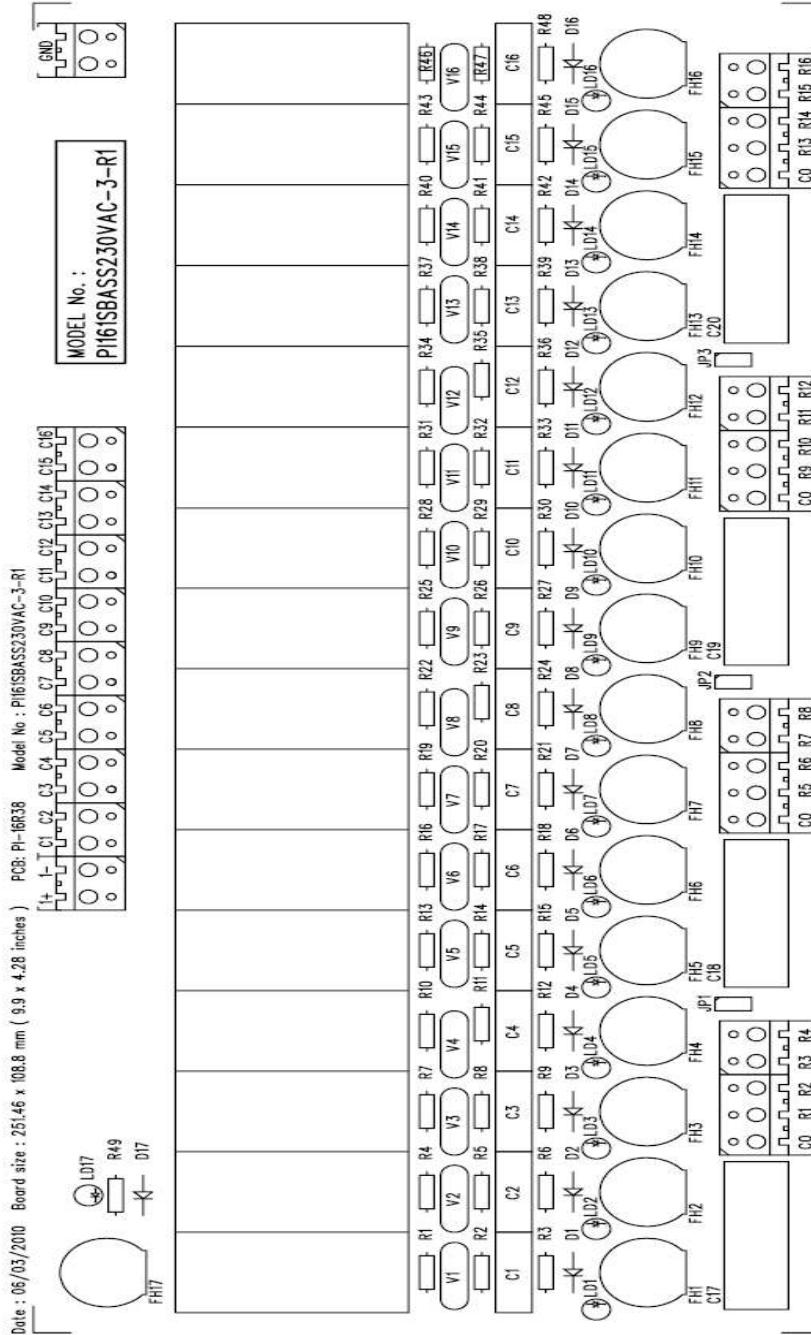 Date : 06/03/2010 Board size : 251.46 x 108.8 mm ( 9.9 x 4.28 inches ) PCB: PI-16R38 Model No : PI161SBASS230VAC-3-R1
1+ 1- C1 C2 C3 C4 C5 C6 C7 C8 C9 C10 C11 C12 C13 C14 C15 C16 GND
MODEL No. :
PI161SBASS230VAC-3-R1
LD17
R49
D17
FH17
R1 R4 R7 R10 R13 R16 R19 R22 R25 R28 R31 R34 R37 R40 R43 R46
V1 V2 V3 V4 V5 V6 V7 V8 V9 V10 V11 V12 V13 V14 V15 V16
R2 R5 R8 R11 R14 R17 R20 R23 R26 R29 R32 R35 R38 R41 R44 R47
C1 C2 C3 C4 C5 C6 C7 C8 C9 C10 C11 C12 C13 C14 C15 C16
R3 R6 R9 R12 R15 R18 R21 R24 R27 R30 R33 R36 R39 R42 R45 R48
D1 D2 D3 D4 D5 D6 D7 D8 D9 D10 D11 D12 D13 D14 D15 D16
LD1 LD2 LD3 LD4 LD5 LD6 LD7 LD8 LD9 LD10 LD11 LD12 LD13 LD14 LD15 LD16
FH1 FH2 FH3 FH4 FH5 FH6 FH7 FH8 FH9 FH10 FH11 FH12 FH13 FH14 FH15 FH16
C17 JP1 C18 JP2 C19 JP3 C20
C0 R1 R2 R3 R4 C0 R5 R6 R7 R8 C0 R9 R10 R11 R12 C0 R13 R14 R15 R16